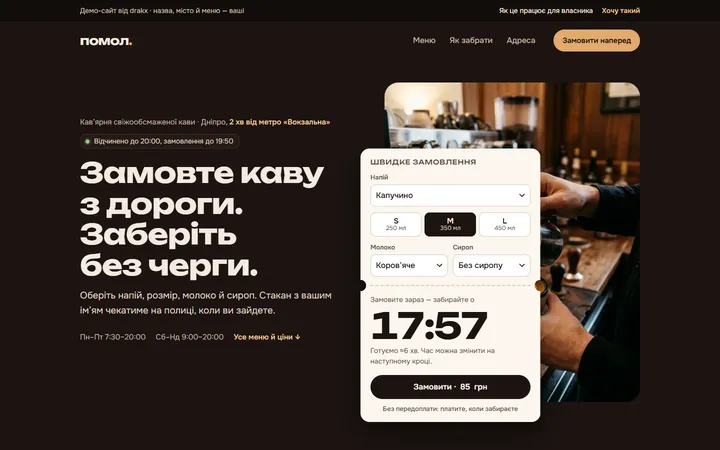 Демо-сайт від drakx · назва, місто й меню — ваші
Як це працює для власника
Хочу такий
помол.
Меню
Як забрати
Адреса
Замовити наперед
Кав’ярня свіжообсмаженої кави · Дніпро, 2 хв від метро «Вокзальна»
Відчинено до 20:00, замовлення до 19:50
Замовте каву
з дороги.
Заберіть
без черги.
Оберіть напій, розмір, молоко й сироп. Стакан з вашим
ім’ям чекатиме на полиці, коли ви зайдете.
Пн–Пт 7:30–20:00
Сб–Нд 9:00–20:00
Усе меню й ціни ↓
ШВИДКЕ ЗАМОВЛЕННЯ
Напій
Капучино
S
250 мл
M
350 мл
L
450 мл
Молоко
Сироп
Коров’яче
Без сиропу
Замовите зараз — забирайте о
17:57
Готуємо ≈6 хв. Час можна змінити на
наступному кроці.
Замовити · 85 грн
Без передоплати: платите, коли забираєте